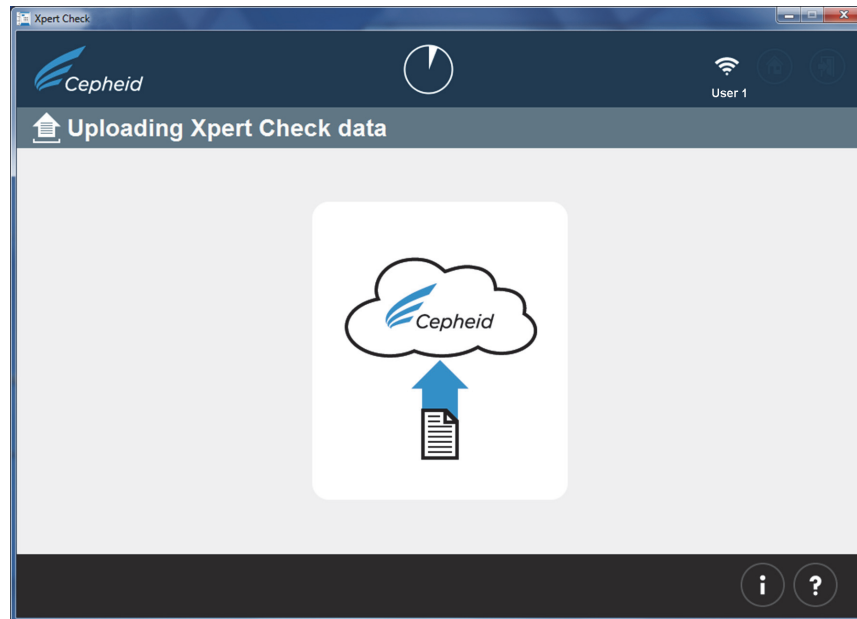 Xpert Check
Cepheid
User 1
Uploading Xpert Check data
Cepheid
i ?